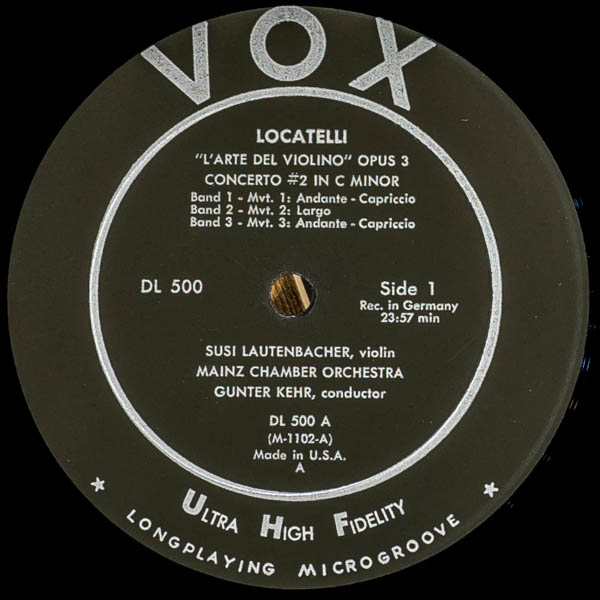 VOX
LOCATELLI
"L'ARTE DEL VIOLINO" OPUS 3
CONCERTO #2 IN C MINOR
Band 1 - Mvt. 1: Andante - Capriccio
Band 2 - Mvt. 2: Largo
Band 3 - Mvt. 3: Andante - Capriccio
DL 500
Side 1
Rec. in Germany
23:57 min
SUSI LAUTENBACHER, violin
MAINZ CHAMBER ORCHESTRA
GUNTER KEHR, conductor
DL 500 A
(M-1102-A)
Made in U.S.A.
A
ULTRA HIGH FIDELITY
* LONGPLAYING MICROGROOVE *